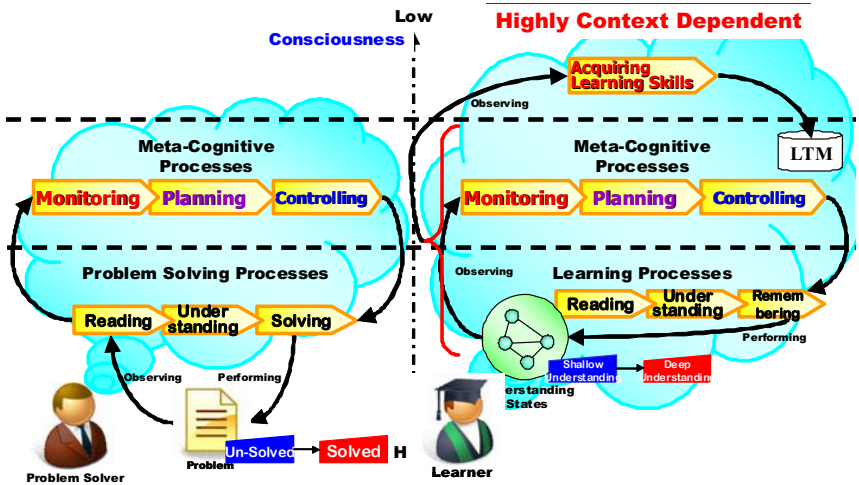 Low
Consciousness
Highly Context Dependent
Acquiring
Learning Skills
Observing
LTM
Meta-Cognitive
Processes
Monitoring
Planning
Controlling
Meta-Cognitive
Processes
Monitoring
Planning
Controlling
Problem Solving Processes
Reading
Under
standing
Solving
Observing
Performing
Problem
Un-Solved
Solved
H
Problem Solver
Observing
Learning Processes
Reading
Under
standing
Remem
bering
Performing
Shallow
Understanding
Deep
Understanding
erstanding
States
Learner